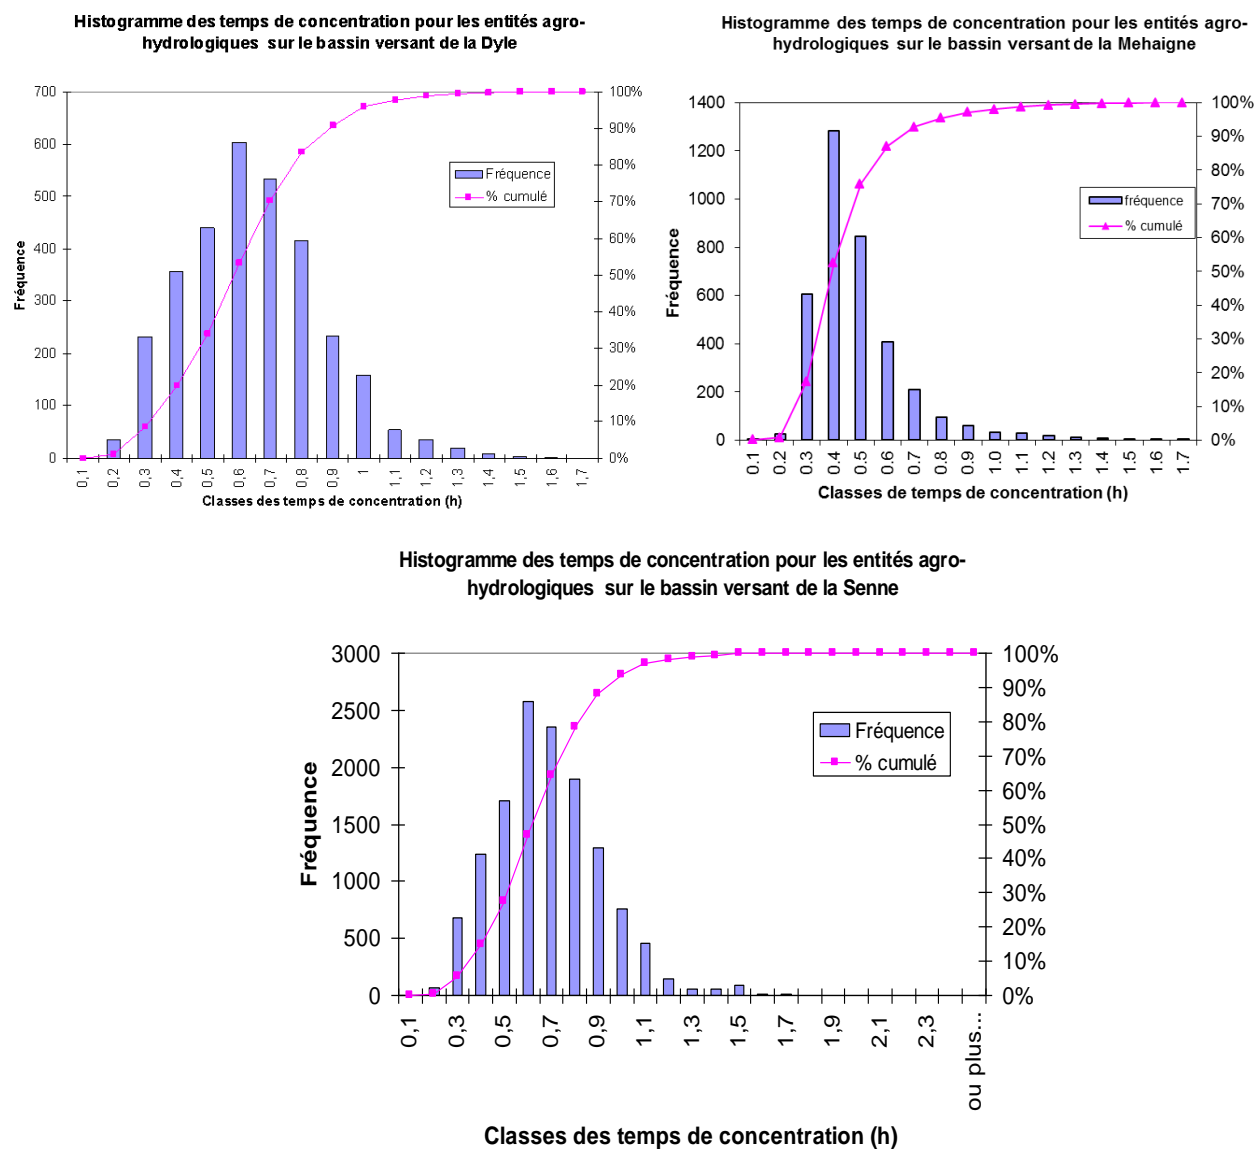 Histogramme des temps de concentration pour les entités agro-
hydrologiques sur le bassin versant de la Dyle
700
600
500
400
300
200
100
0
Fréquence
100%
90%
80%
70%
60%
50%
40%
30%
20%
10%
0%
Fréquence
% cumulé
0,1 0,2 0,3 0,4 0,5 0,6 0,7 0,8 0,9 1 1,1 1,2 1,3 1,4 1,5 1,6 1,7
Classes des temps de concentration (h)
Histogramme des temps de concentration pour les entités agro-
hydrologiques sur le bassin versant de la Mehaigne
1400
1200
1000
800
600
400
200
0
Fréquence
100%
90%
80%
70%
60%
50%
40%
30%
20%
10%
0%
fréquence
% cumulé
0.1 0.2 0.3 0.4 0.5 0.6 0.7 0.8 0.9 1.0 1.1 1.2 1.3 1.4 1.5 1.6 1.7
Classes de temps de concentration (h)
Histogramme des temps de concentration pour les entités agro-
hydrologiques sur le bassin versant de la Senne
3000
2500
2000
1500
1000
500
0
Fréquence
100%
90%
80%
70%
60%
50%
40%
30%
20%
10%
0%
Fréquence
% cumulé
0,1 0,3 0,5 0,7 0,9 1,1 1,3 1,5 1,7 1,9 2,1 2,3 ou plus...
Classes des temps de concentration (h)